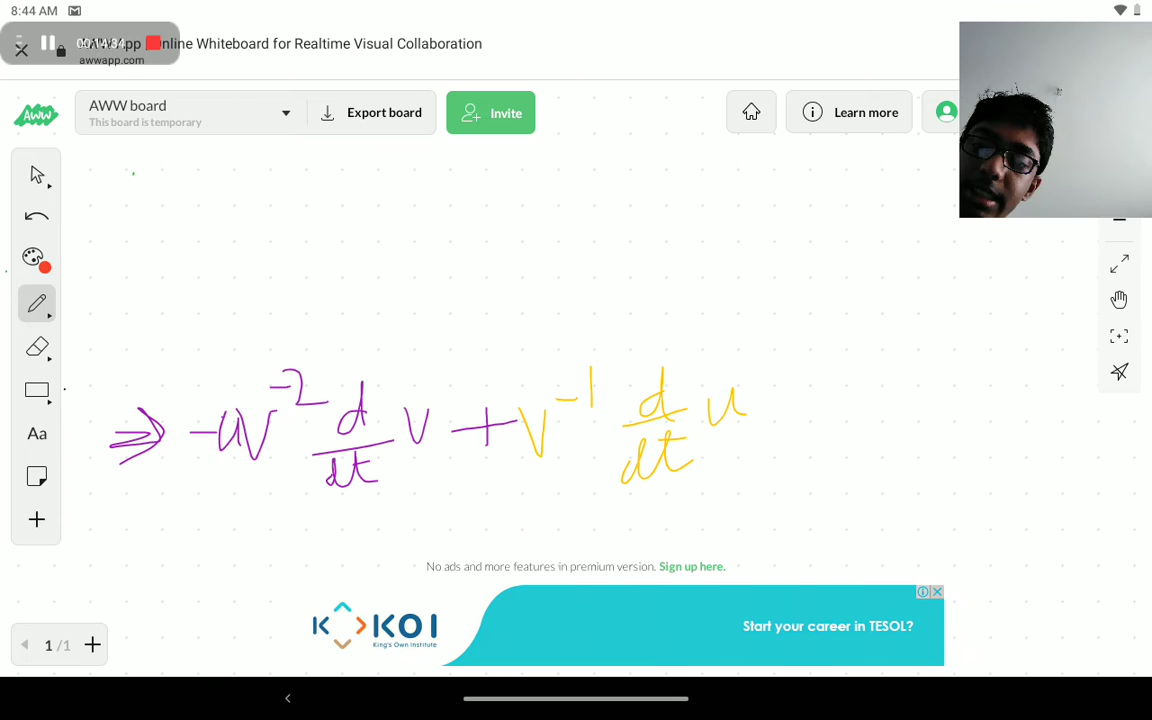 8:44 AM
Online Whiteboard for Realtime Visual Collaboration
awwapp.com
AWW
AWW board
This board is temporary
Export board
Invite
Learn more
⇒ -uv^-2 d/dt v + v^-1 d/dt u
Aa
No ads and more features in premium version. Sign up here.
KOI
King's Own Institute
Start your career in TESOL?
1 /1